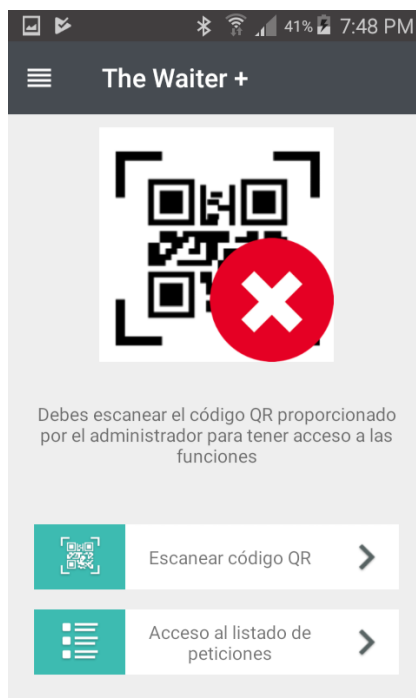 41% 7:48 PM
The Waiter +
Debes escanear el código QR proporcionado
por el administrador para tener acceso a las
funciones
Escanear código QR
Acceso al listado de
peticiones